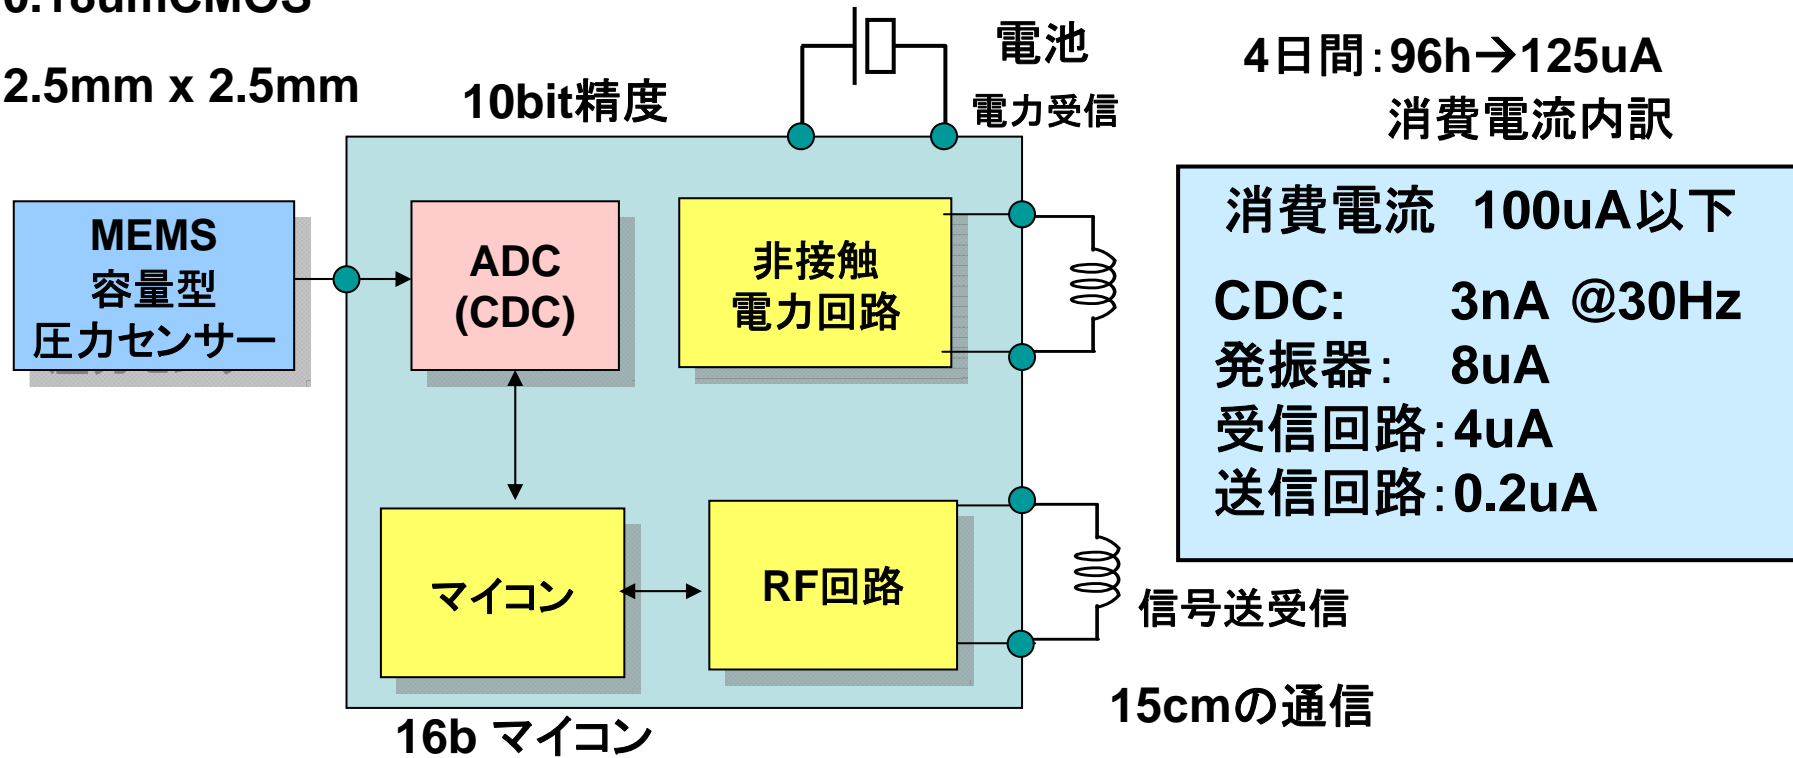 0.18umCMOS
2.5mm x 2.5mm
10bit精度
電池
電力受信
4日間:96h→125uA
消費電流内訳
MEMS
容量型
圧力センサー
ADC
(CDC)
非接触
電力回路
消費電流 100uA以下
CDC: 3nA @30Hz
発振器: 8uA
受信回路:4uA
送信回路:0.2uA
マイコン
RF回路
信号送受信
15cmの通信
16b マイコン